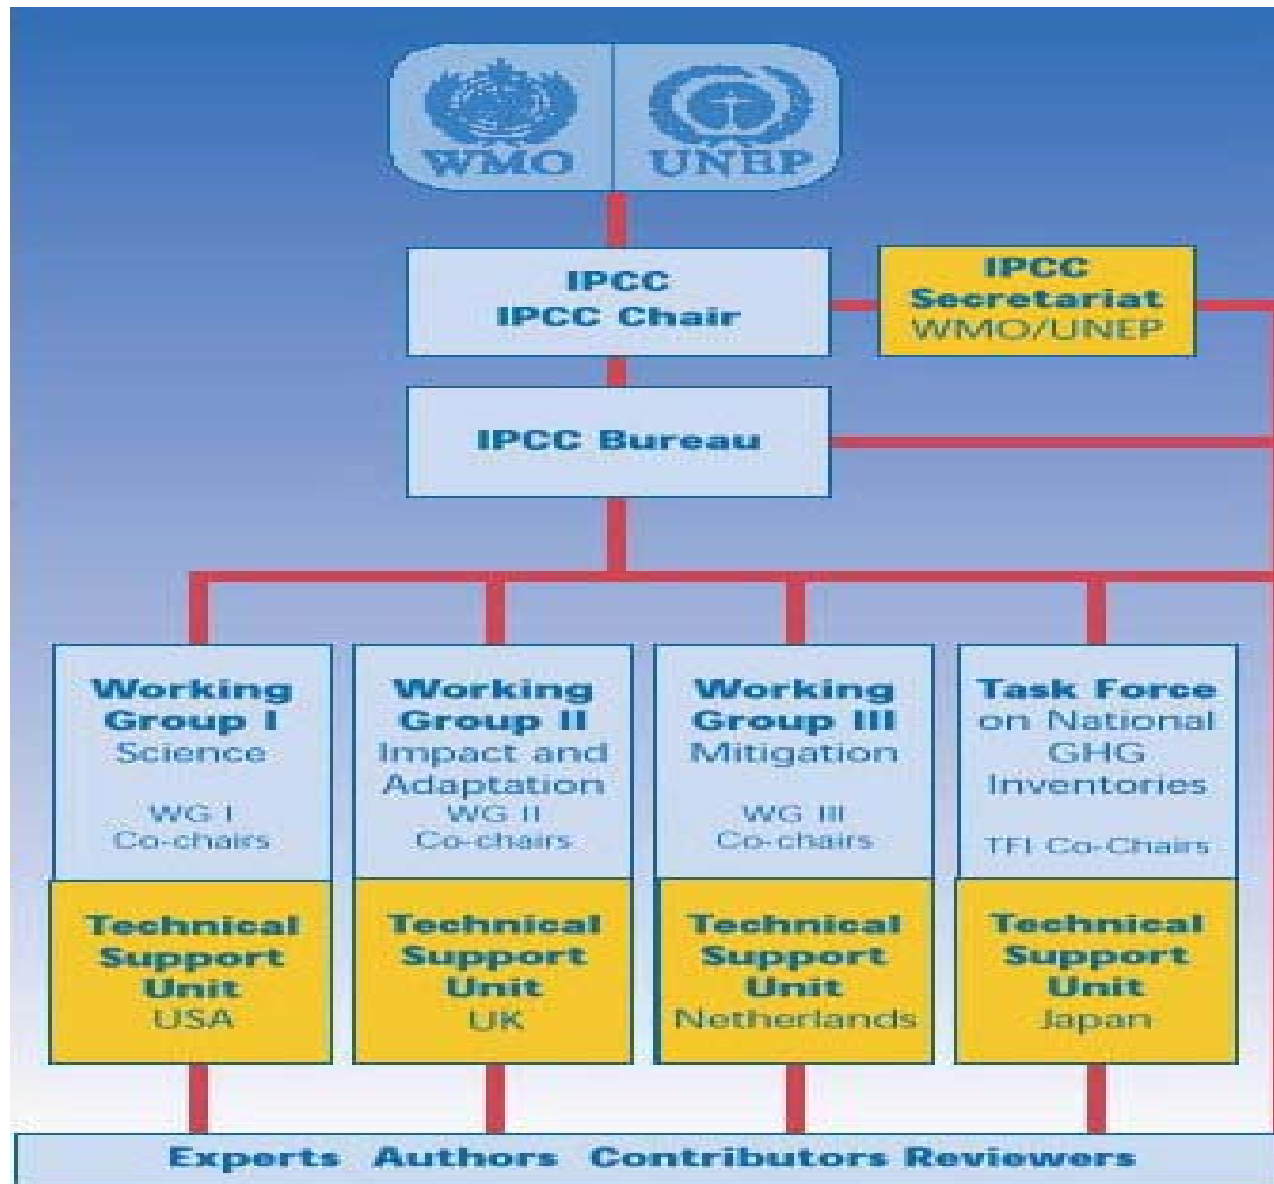 WMO
UNEP
IPCC
IPCC Chair
IPCC
Secretariat
WMO/UNEP
IPCC Bureau
Working
Group I
Science
WG I
Co-chairs
Technical
Support
Unit
USA
Working
Group II
Impact and
Adaptation
WG II
Co-chairs
Technical
Support
Unit
UK
Working
Group III
Mitigation
WG III
Co-chairs
Technical
Support
Unit
Netherlands
Task Force
on National
GHG
Inventories
TFI Co-Chairs
Technical
Support
Unit
Japan
Experts Authors Contributors Reviewers